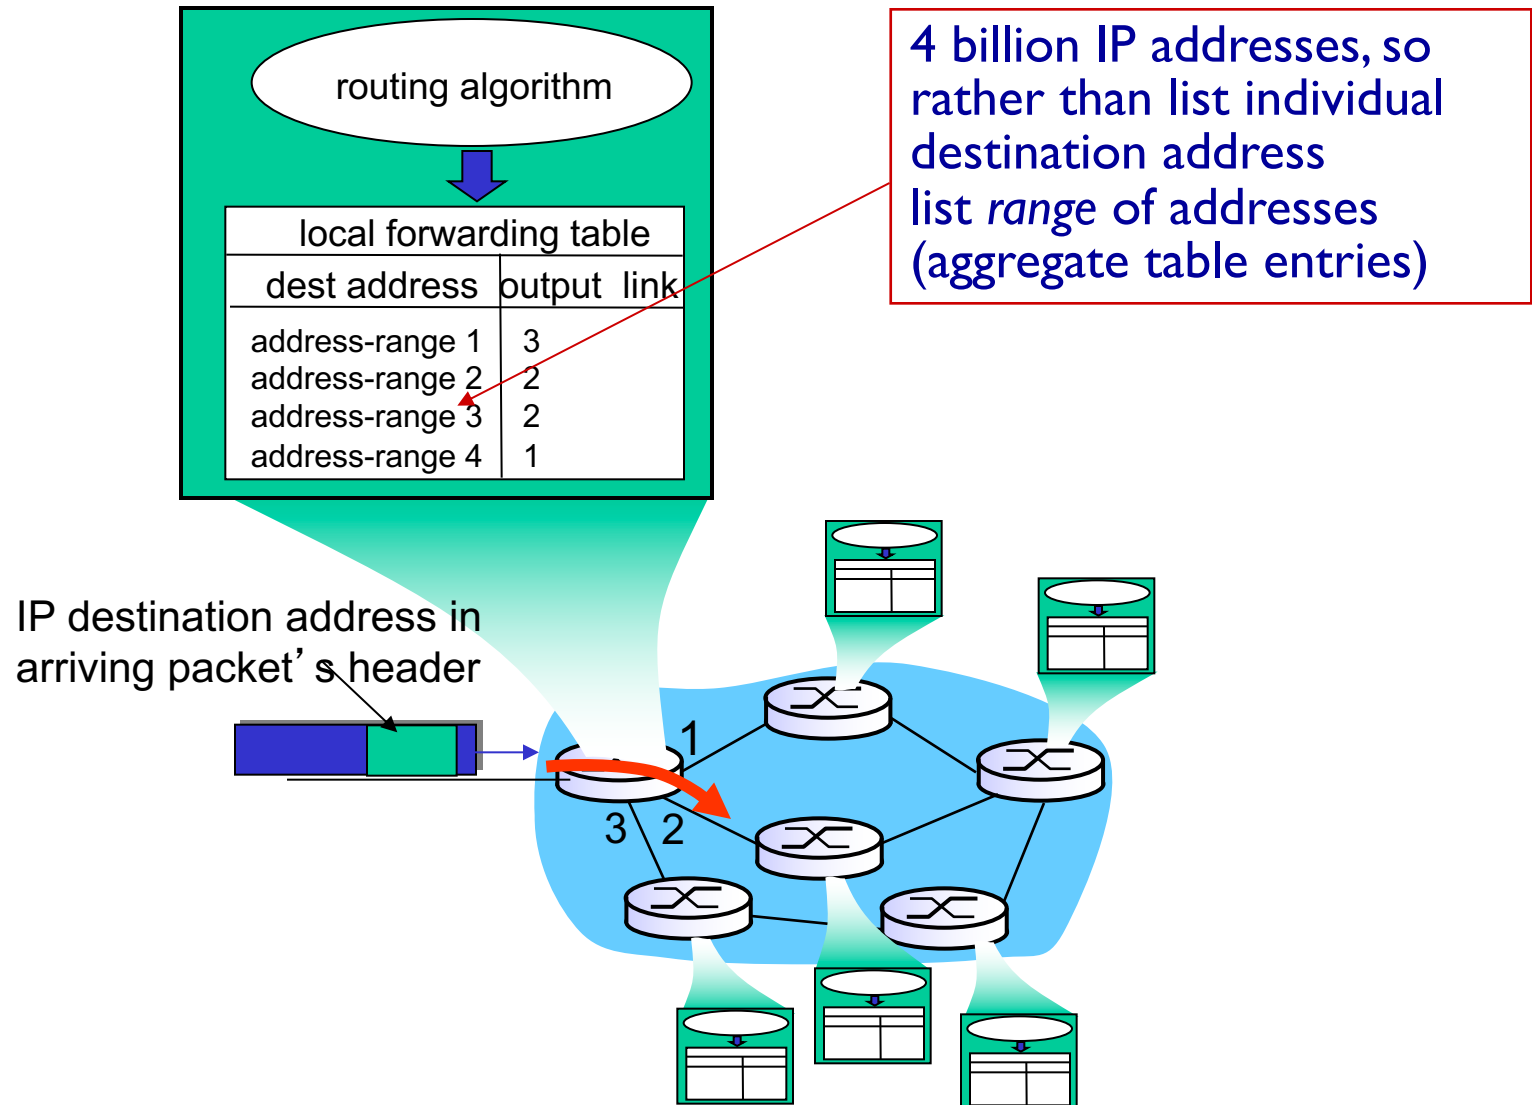 routing algorithm
local forwarding table
dest address output link
address-range 1 3
address-range 2 2
address-range 3 2
address-range 4 1
4 billion IP addresses, so
rather than list individual
destination address
list range of addresses
(aggregate table entries)
IP destination address in
arriving packet’s header
1
3 2